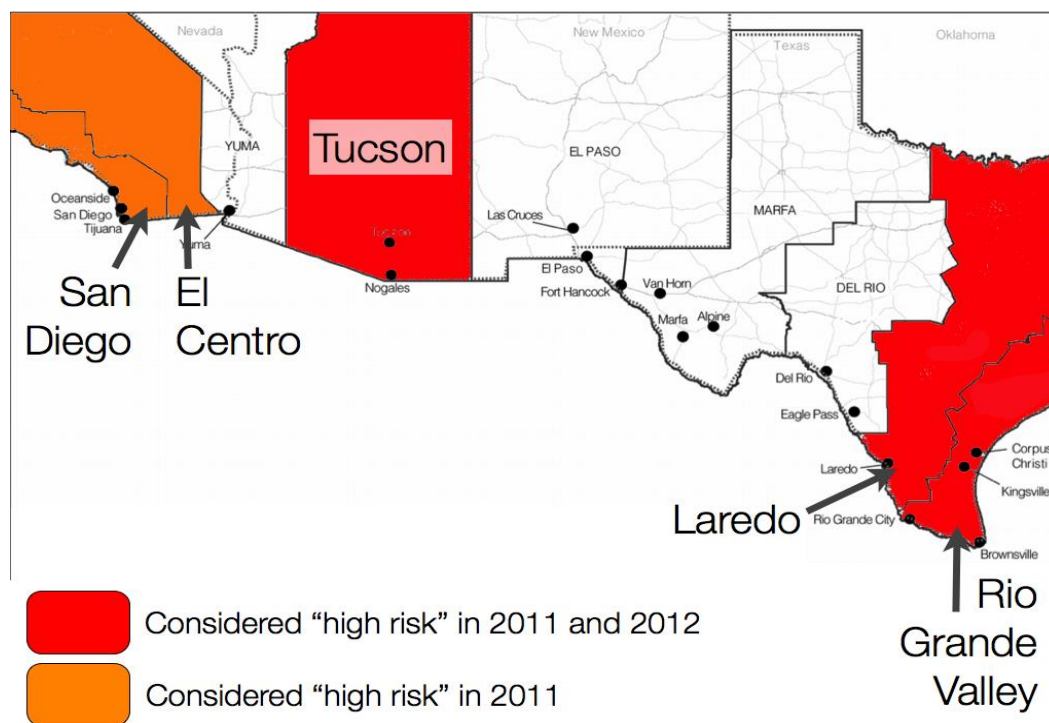 Nevada
New Mexico
Texas
Oklahoma
YUMA
Tucson
EL PASO
MARFA
DEL RIO
Oceanside
San Diego
Tijuana
Yuma
Tucson
Nogales
Las Cruces
El Paso
Fort Hancock
Van Horn
Marfa
Alpine
Del Rio
Eagle Pass
Laredo
Rio Grande City
Corpus
Christi
Kingsville
Brownsville
San
Diego
El
Centro
Laredo
Rio
Grande
Valley
Considered “high risk” in 2011 and 2012
Considered “high risk” in 2011